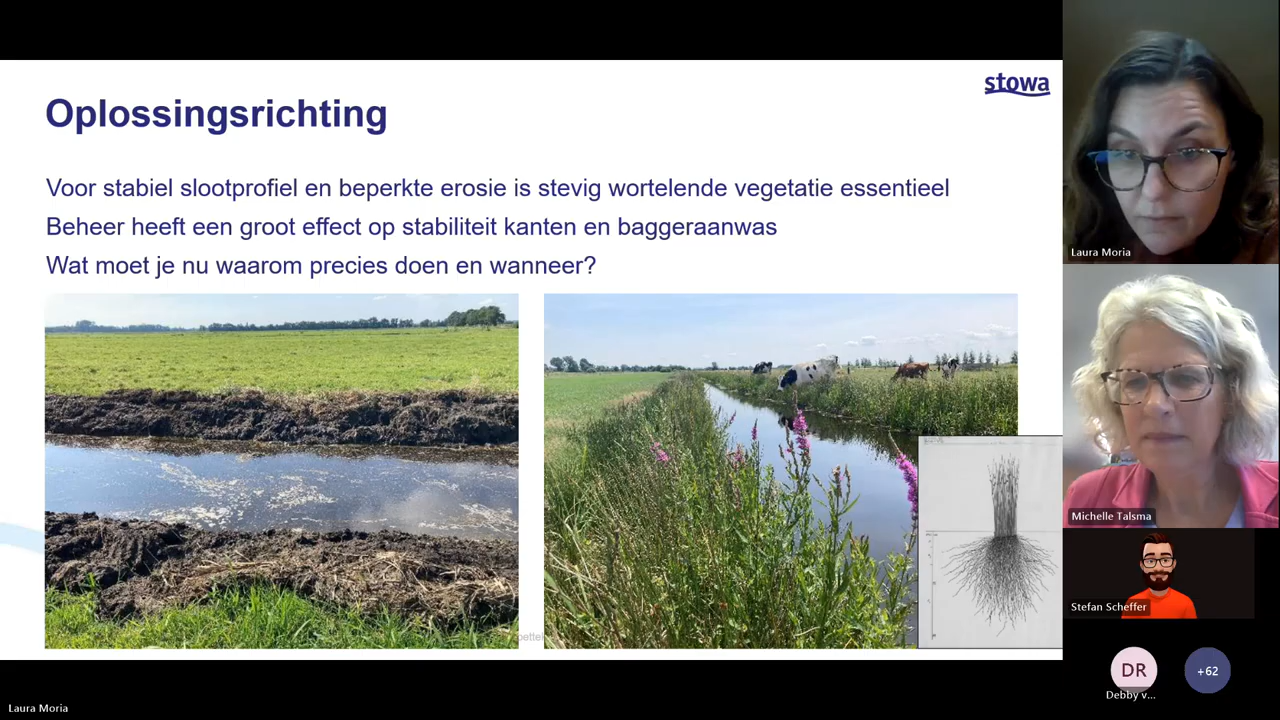 stowa
Oplossingsrichting
Voor stabiel slootprofiel en beperkte erosie is stevig wortelende vegetatie essentieel
Beheer heeft een groot effect op stabiliteit kanten en baggeraanwas
Wat moet je nu waarom precies doen en wanneer?
Laura Moria
Michelle Talsma
Stefan Scheffer
DR
Debby v...
+62
Laura Moria